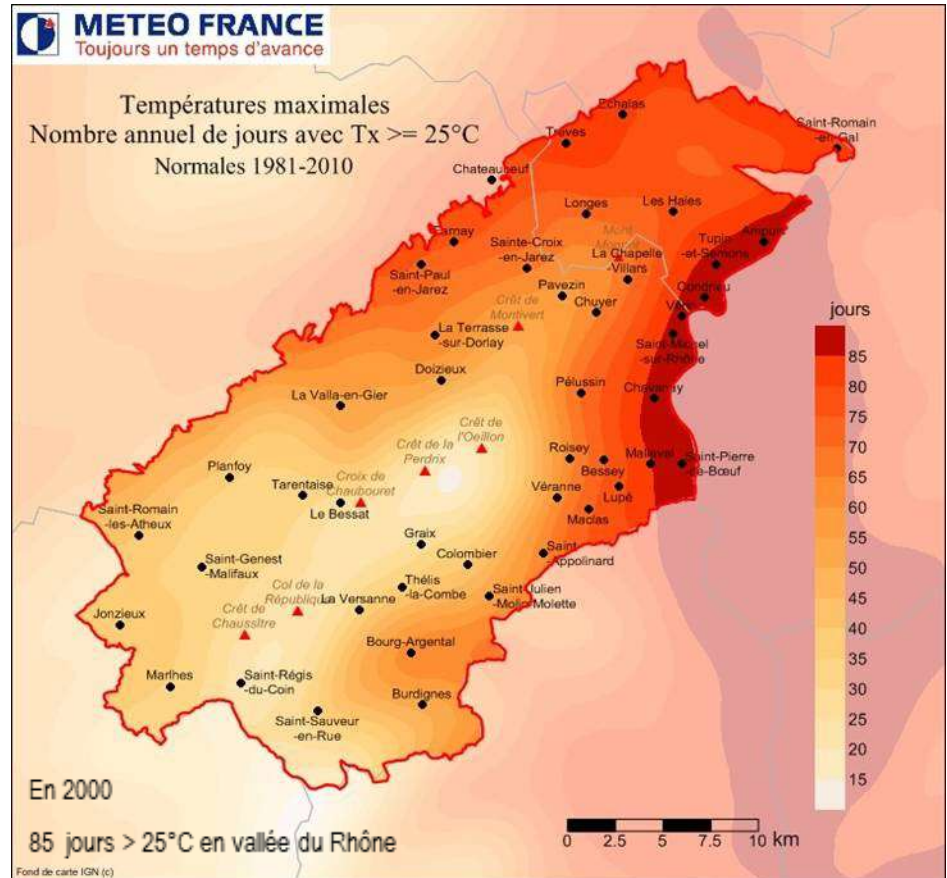 METEO FRANCE
Toujours un temps d'avance
Températures maximales
Nombre annuel de jours avec Tx >= 25°C
Normales 1981-2010
Echalas
Trèves
Saint-Romain
-en-Gal
Chateauneuf
Longes
Les Haies
Farnay
Sainte-Croix
-en-Jarez
Mont
Monnet
Tupin
-et-Semons
Ampuis
La Chapelle
-Villars
Saint-Paul
-en-Jarez
Pavezin
Chuyer
Condrieu
Vérin
Crêt de
Montivert
jours
La Terrasse
-sur-Dorlay
Saint-Michel
-sur-Rhône
85
Doizieux
80
La Valla-en-Gier
Pélussin
Chavanay
75
Crêt de
l'Oeillon
Crêt de la
Perdrix
70
Roisey
Malleval
Saint-Pierre
-de-Bœuf
Planfoy
Croix de
Chaubouret
Bessey
65
Tarentaise
Le Bessat
Véranne
Lupé
60
Saint-Romain
-les-Atheux
Maclas
55
Graix
Saint-Genest
-Malifaux
Colombier
Saint
-Appolinard
50
Col de la
République
Thélis
-la-Combe
45
La Versanne
Saint-Julien
-Molin-Molette
Jonzieux
Crêt de
Chaussitre
40
Bourg-Argental
35
Marlhes
Saint-Régis
-du-Coin
30
Burdignes
25
Saint-Sauveur
-en-Rue
20
15
En 2000
85 jours > 25°C en vallée du Rhône
0 2.5 5 7.5 10 km
Fond de carte IGN (c)